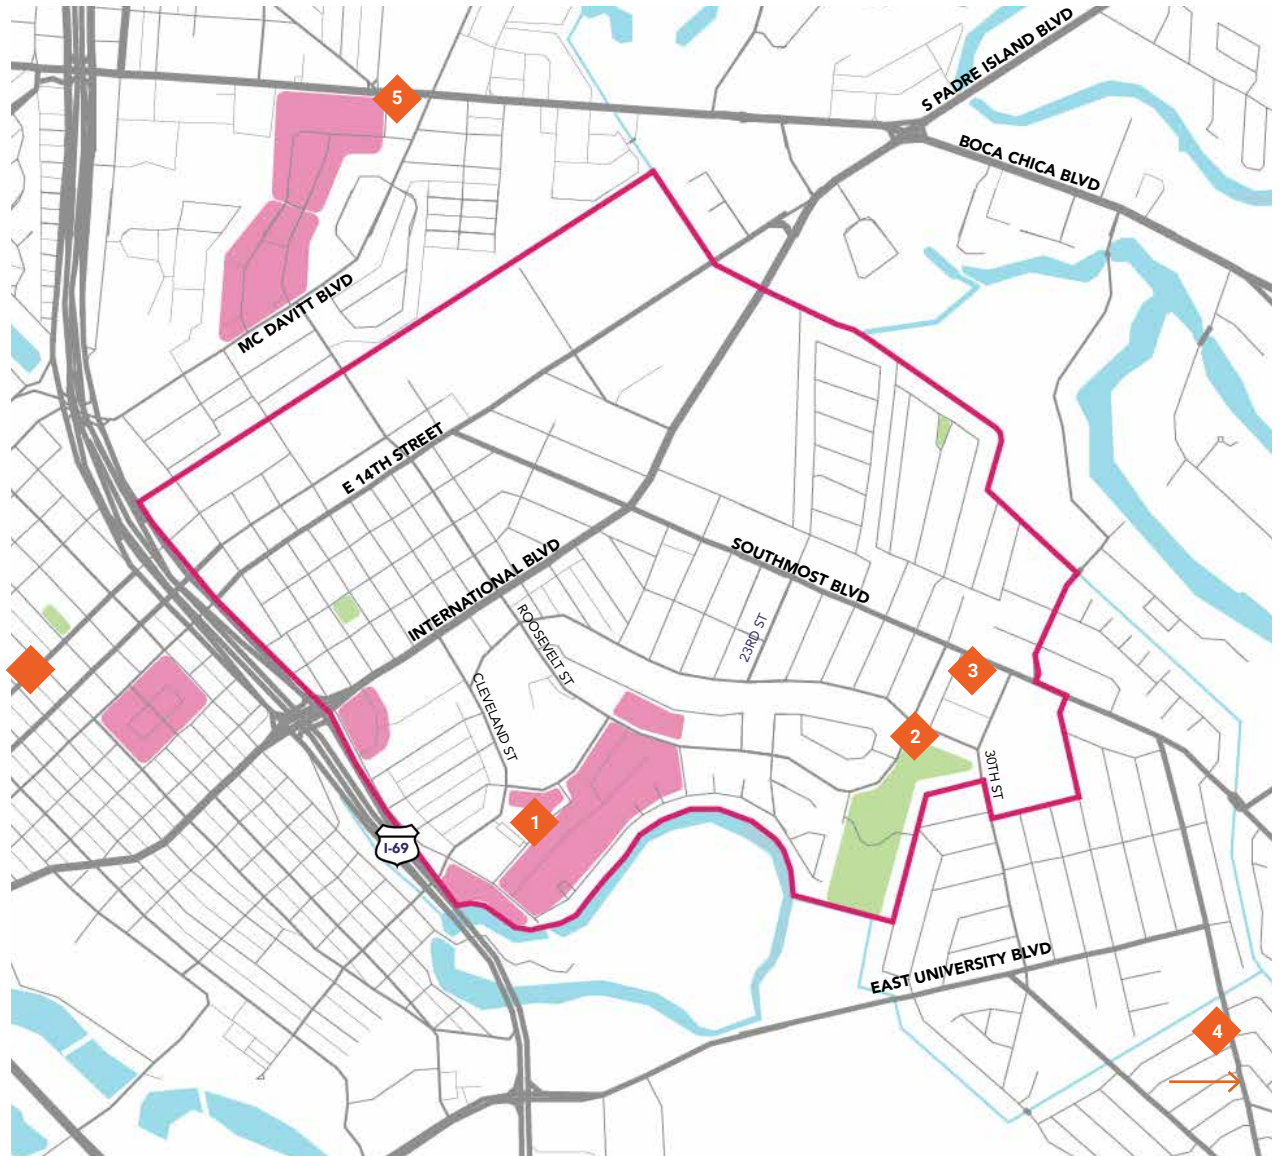 S PADRE ISLAND BLVD
5
BOCA CHICA BLVD
MC DAVITT BLVD
E 14TH STREET
INTERNATIONAL BLVD
SOUTHMOST BLVD
ROOSEVELT ST
23RD ST
3
CLEVELAND ST
2
30TH ST
1
I-69
EAST UNIVERSITY BLVD
4